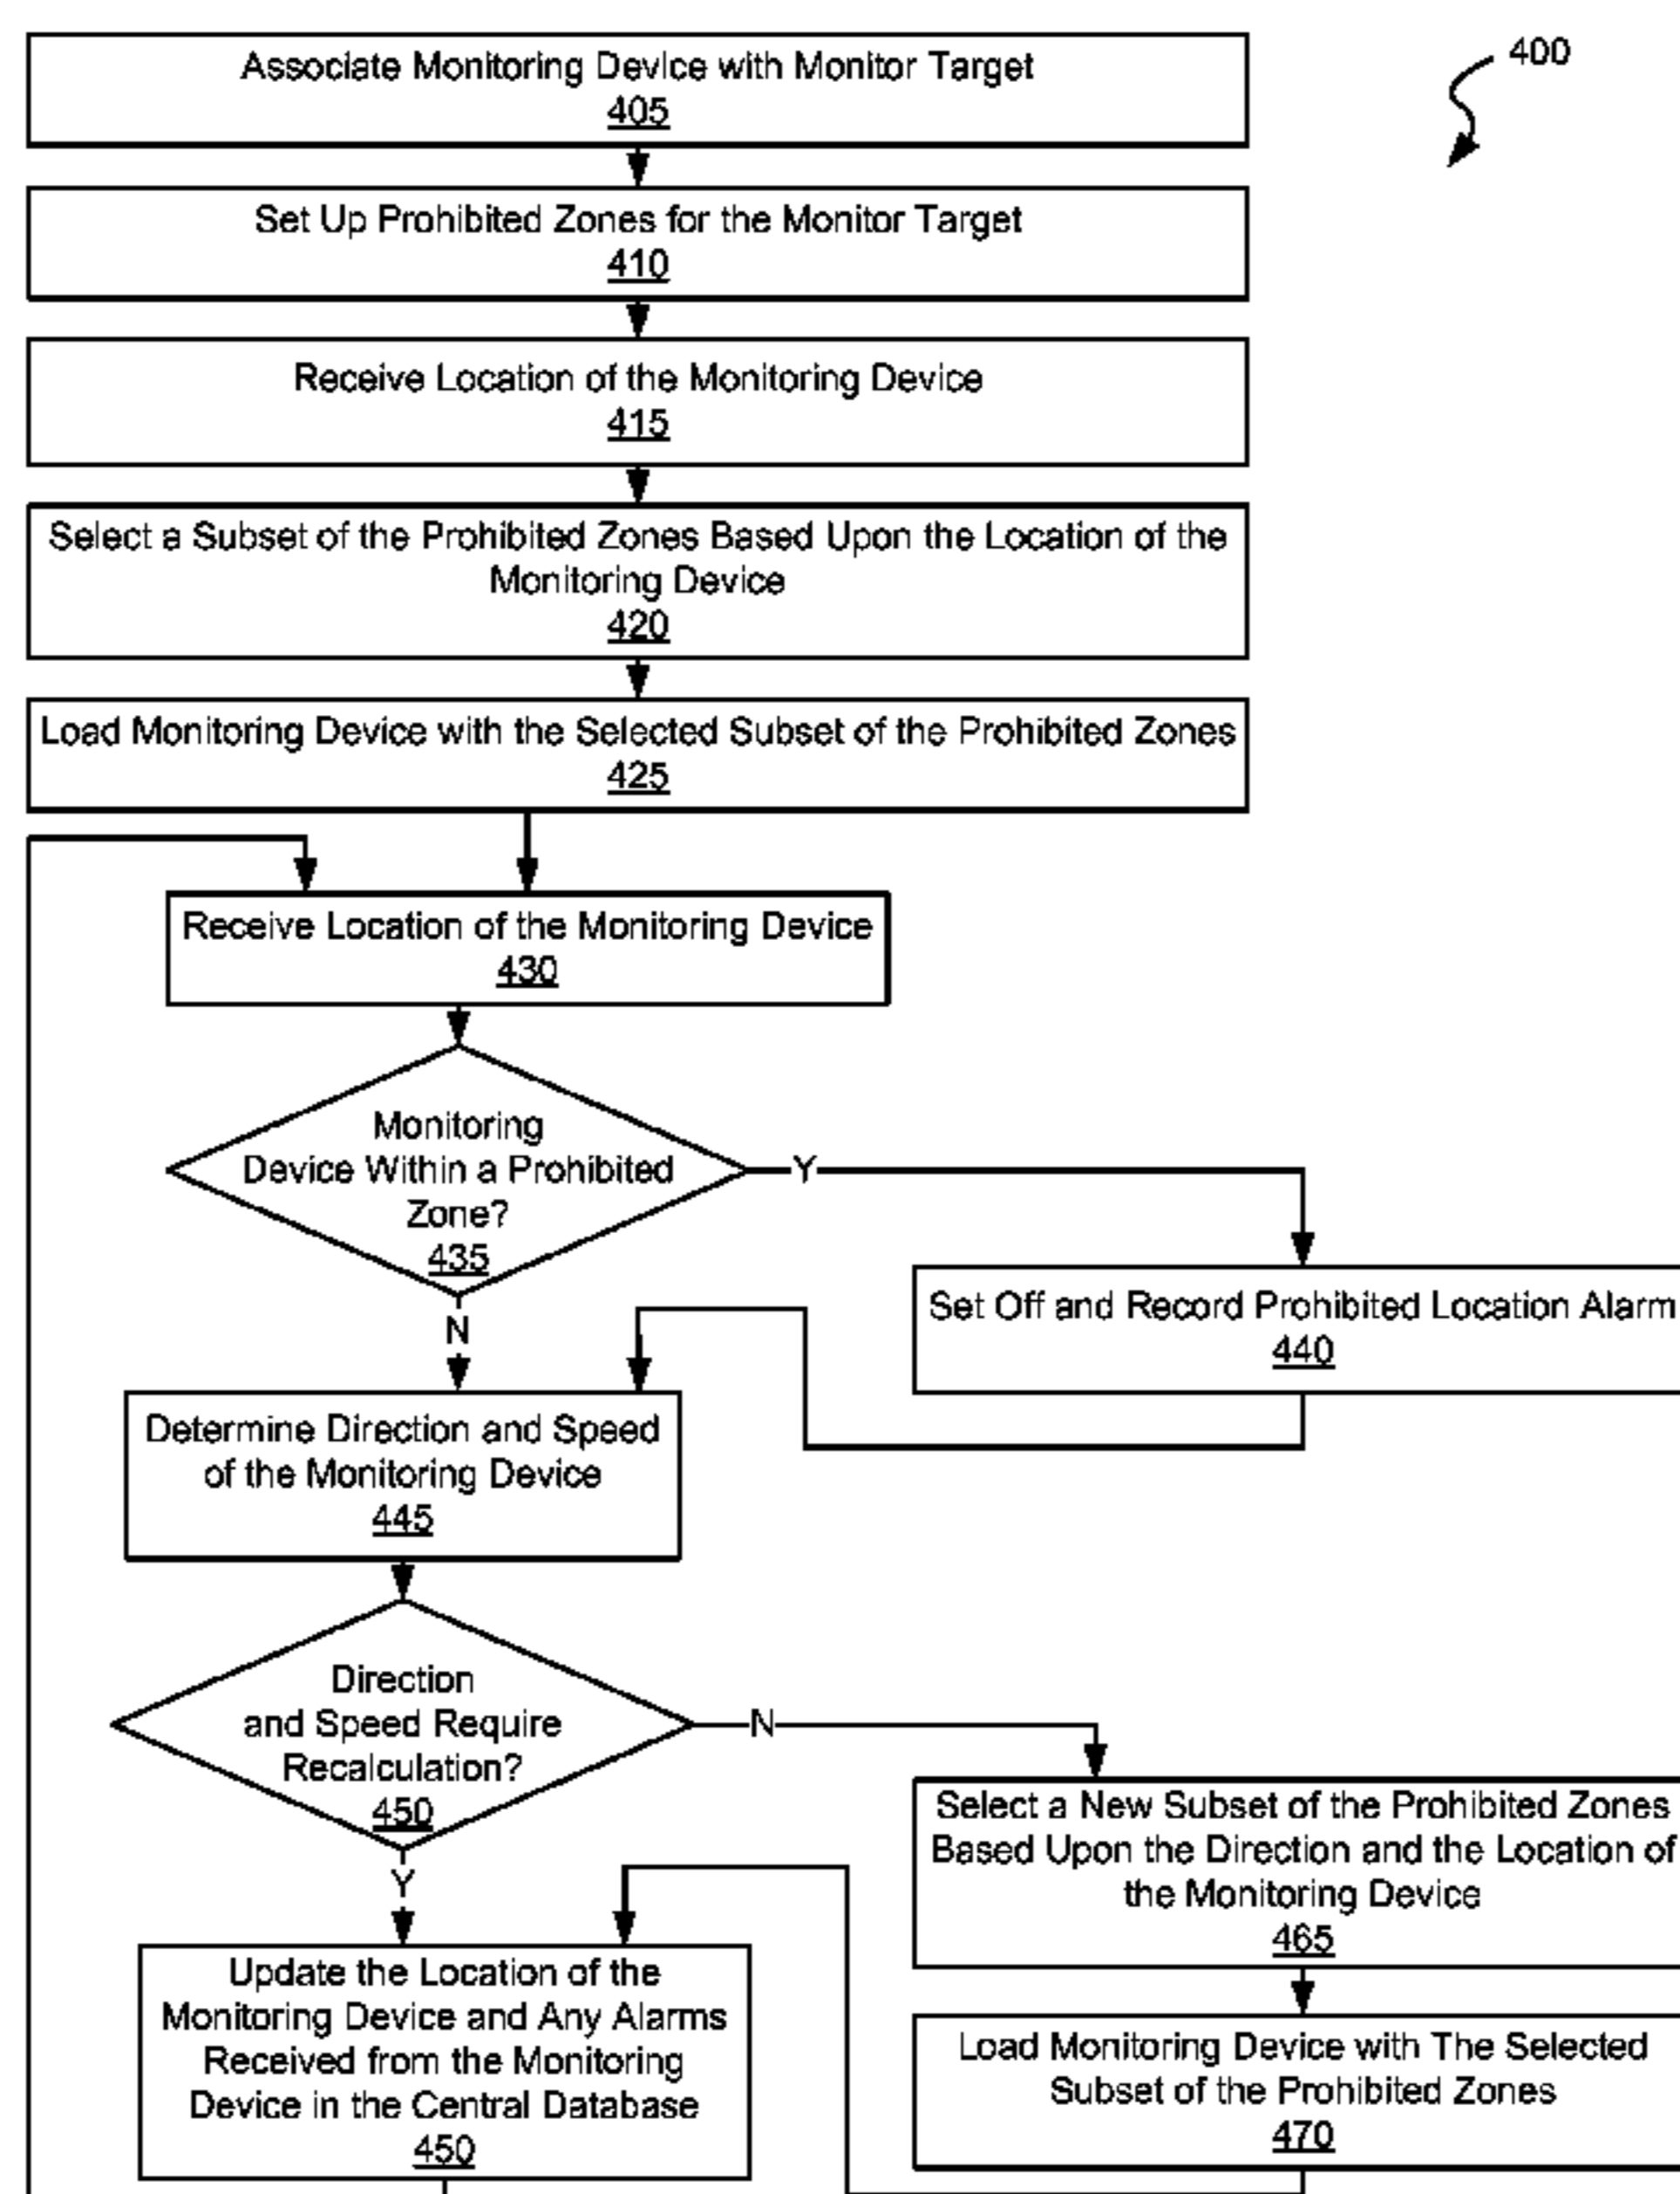 400
Associate Monitoring Device with Monitor Target
405
Set Up Prohibited Zones for the Monitor Target
410
Receive Location of the Monitoring Device
415
Select a Subset of the Prohibited Zones Based Upon the Location of the
Monitoring Device
420
Load Monitoring Device with the Selected Subset of the Prohibited Zones
425
Receive Location of the Monitoring Device
430
Monitoring
Device Within a Prohibited
Zone?
435
Y
N
Set Off and Record Prohibited Location Alarm
440
Determine Direction and Speed
of the Monitoring Device
445
Direction
and Speed Require
Recalculation?
450
N
Y
Select a New Subset of the Prohibited Zones
Based Upon the Direction and the Location of
the Monitoring Device
465
Update the Location of the
Monitoring Device and Any Alarms
Received from the Monitoring
Device in the Central Database
450
Load Monitoring Device with The Selected
Subset of the Prohibited Zones
470